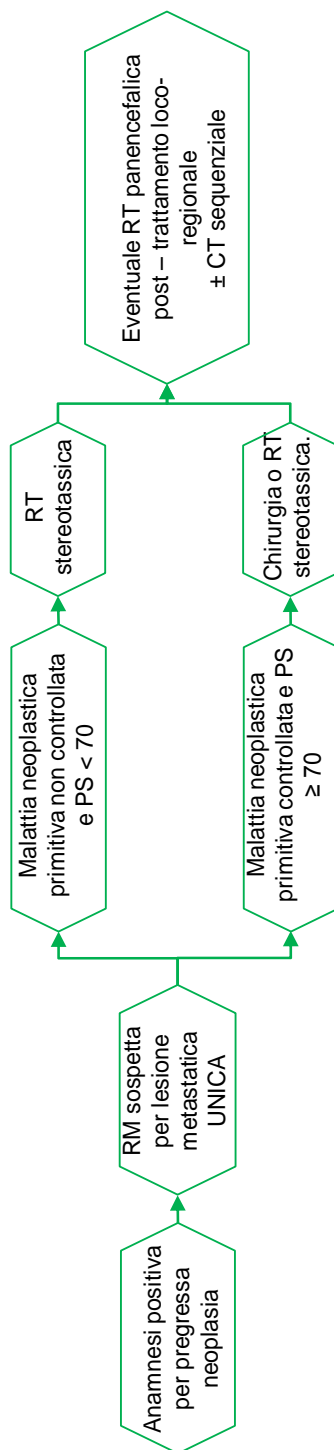 Anamnesi positiva
per pregressa
neoplasia
RM sospetta
per lesione
metastatica
UNICA
Malattia neoplastica
primitiva non controllata
e PS < 70
RT
stereotassica
Malattia neoplastica
primitiva controllata e PS
≥ 70
Chirurgia o RT
stereotassica.
Eventuale RT panencefalica
post – trattamento loco-
regionale
± CT sequenziale